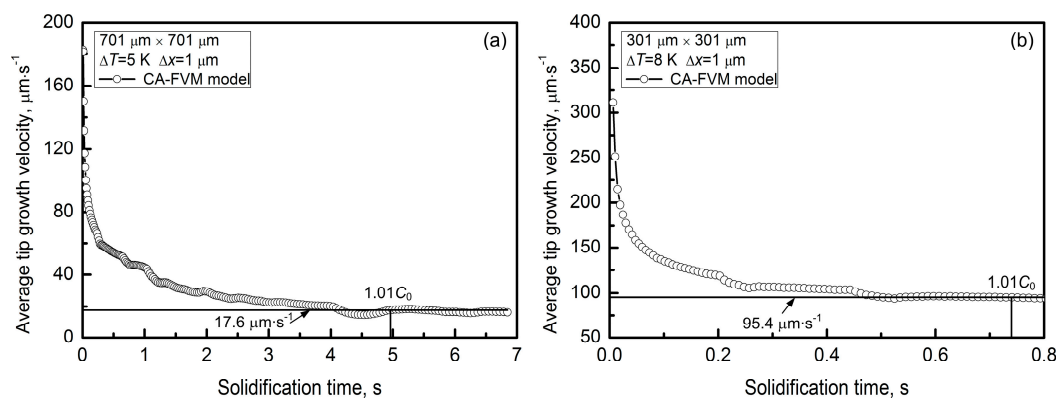 701 μm × 701 μm
ΔT=5 K Δx=1 μm
CA-FVM model
(a)
Average tip growth velocity, μm·s⁻¹
200
160
120
80
40
0
1.01C₀
17.6 μm·s⁻¹
0 1 2 3 4 5 6 7
Solidification time, s
301 μm × 301 μm
ΔT=8 K Δx=1 μm
CA-FVM model
(b)
Average tip growth velocity, μm·s⁻¹
400
350
300
250
200
150
100
50
1.01C₀
95.4 μm·s⁻¹
0.0 0.2 0.4 0.6 0.8
Solidification time, s